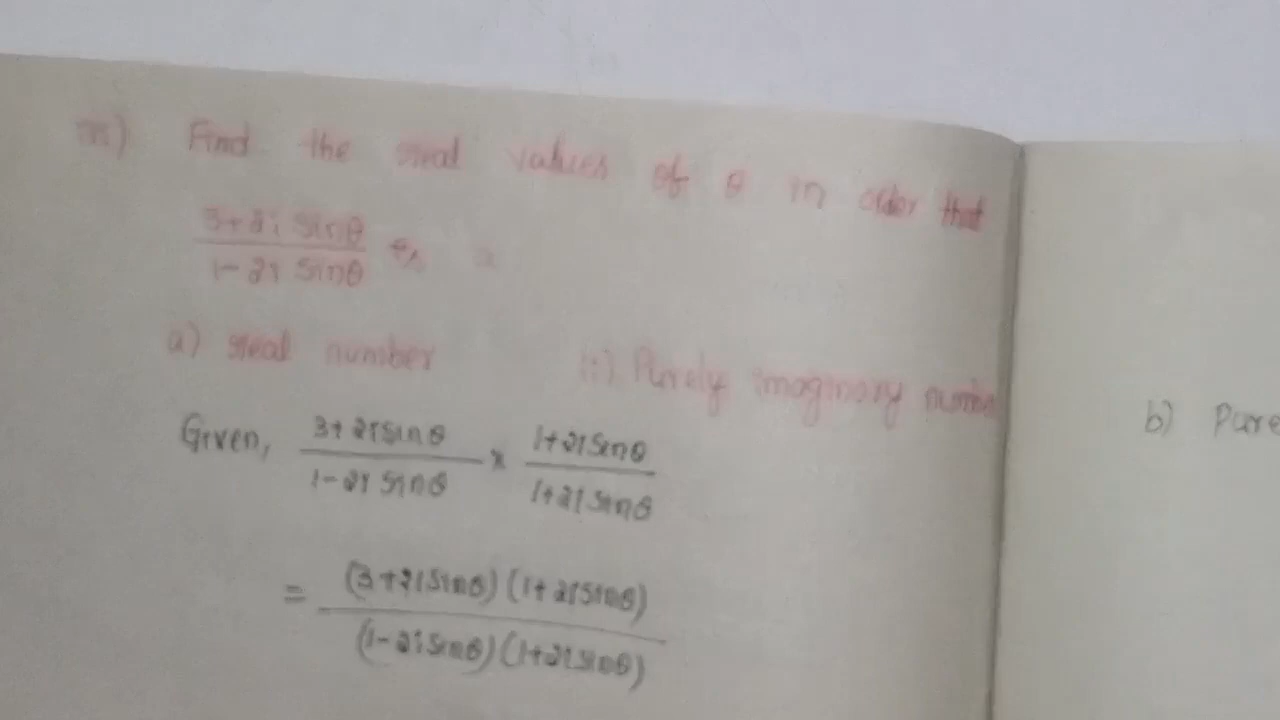 Find the real values of θ in order that
3+2i sinθ
1-2i sinθ
a) real number ii) Purely imaginary number
Given, 3+2i sinθ × 1+2i sinθ
1-2i sinθ 1+2i sinθ
= (3+2i sinθ) (1+2i sinθ)
(1-2i sinθ) (1+2i sinθ)
b) Pure